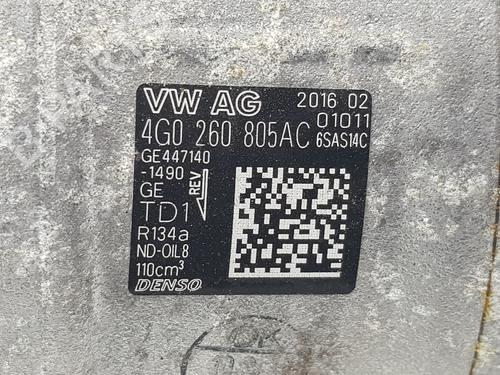 VW AG 2016 02
01011
4G0 260 805AC 6SAS14C
GE447140
-1490
GE REV
TD1
R134a
ND-OIL8
110cm³
DENSO
OK